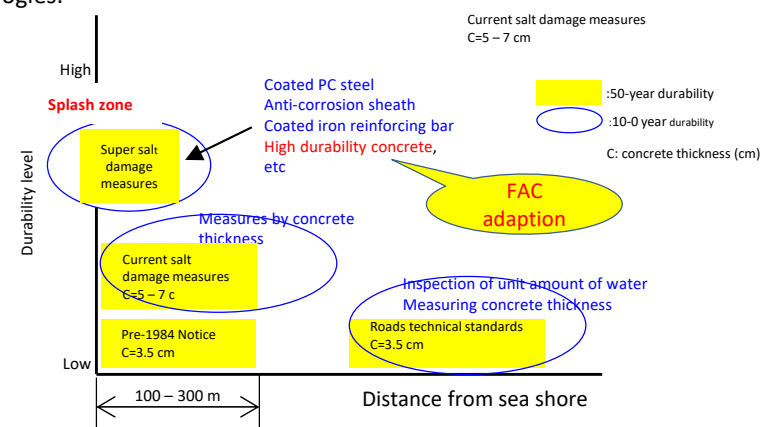 ogies.
Current salt damage measures
C=5 – 7 cm
High
Splash zone
Coated PC steel
Anti-corrosion sheath
Coated iron reinforcing bar
High durability concrete,
etc
:50-year durability
:10-0 year durability
C: concrete thickness (cm)
Super salt
damage
measures
FAC
adaption
Durability level
Measures by concrete
thickness
Current salt
damage measures
C=5 – 7 c
Inspection of unit amount of water
Measuring concrete thickness
Pre-1984 Notice
C=3.5 cm
Roads technical standards
C=3.5 cm
Low
100 – 300 m
Distance from sea shore